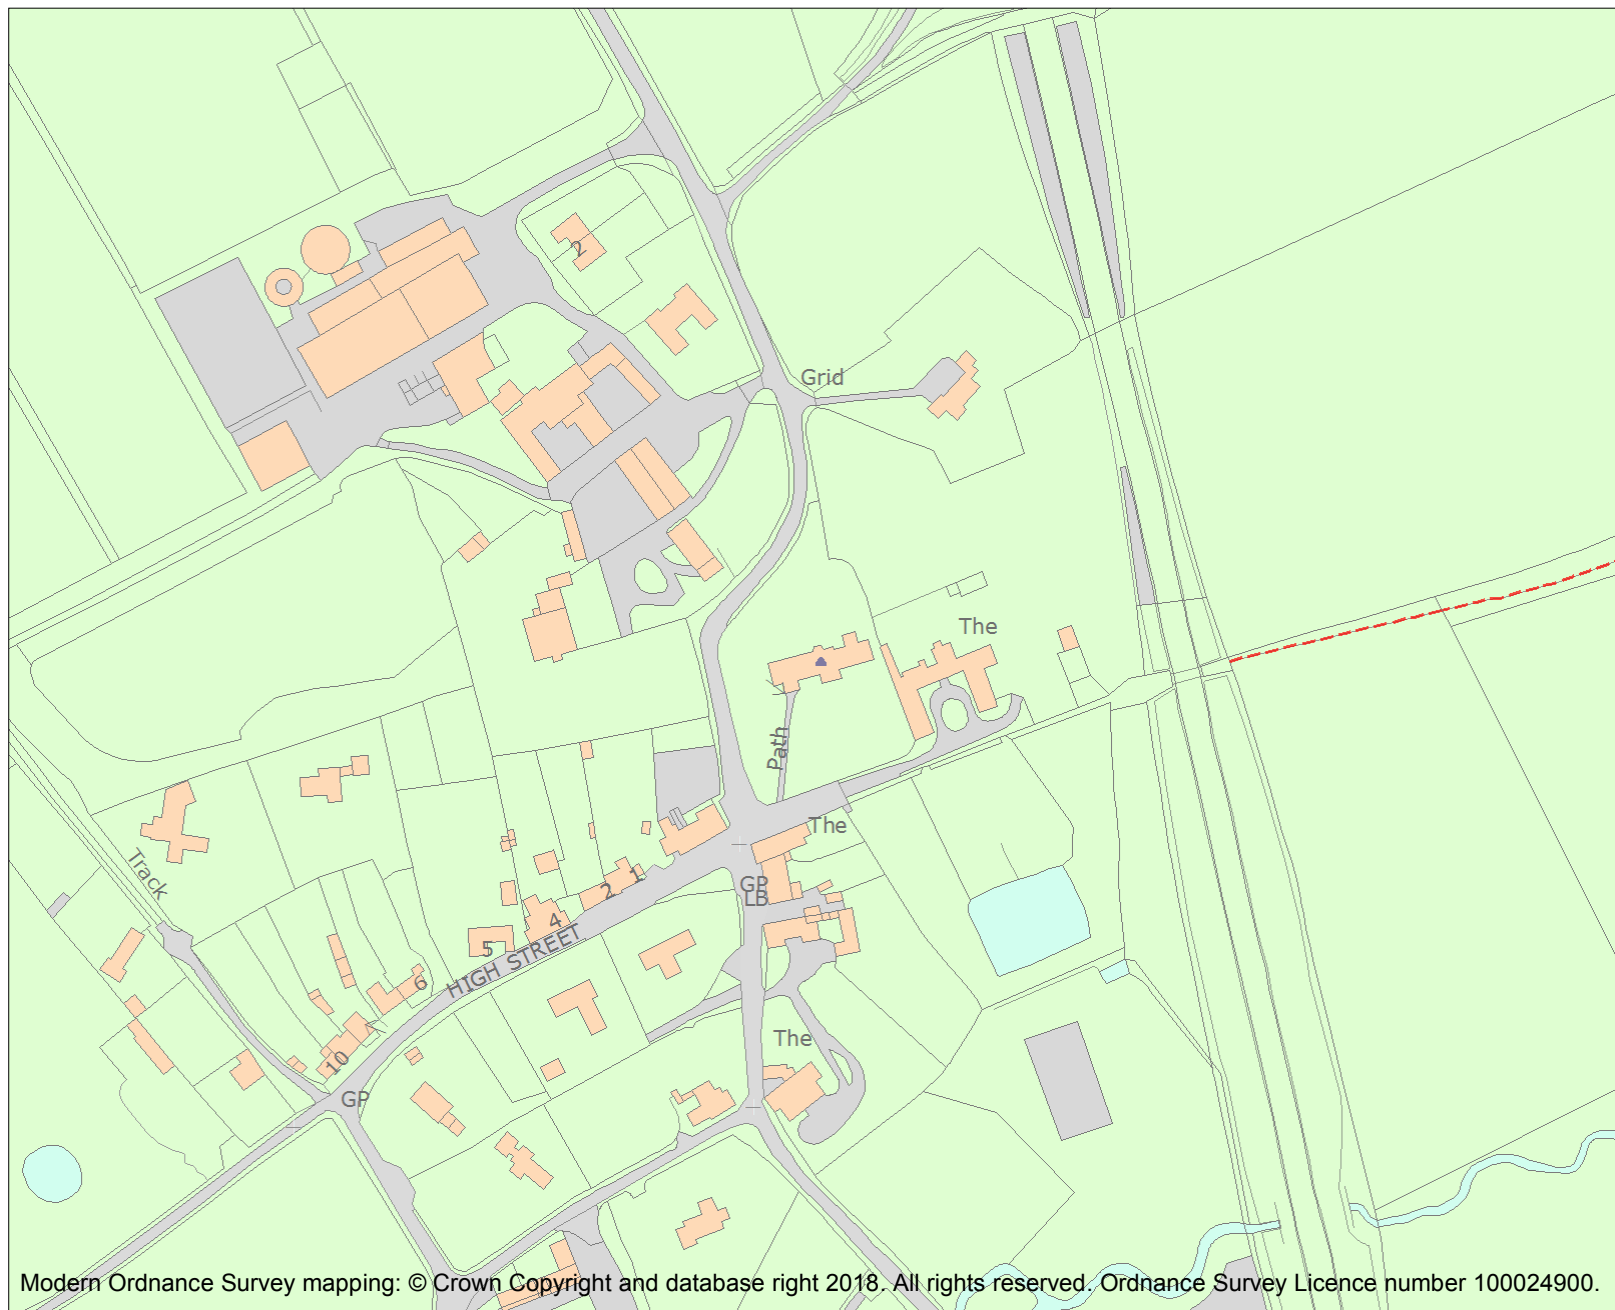 2
Grid
The
Path
The
Track
1
2
GP
LB
4
5
HIGH STREET
6
The
10
GP
Modern Ordnance Survey mapping: © Crown Copyright and database right 2018. All rights reserved. Ordnance Survey Licence number 100024900.